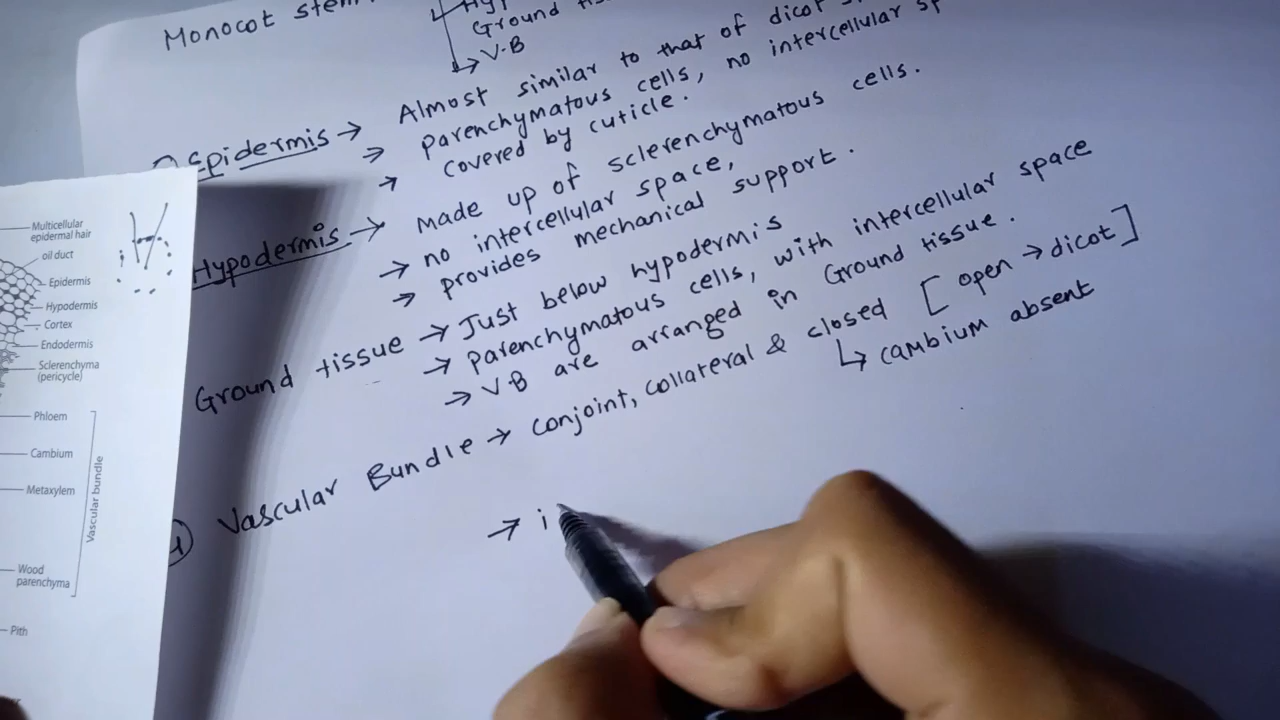 Monocot stem
Ground
→ V·B
Epidermis → Almost similar to that of dicot
→ parenchymatous cells, no intercellular
→ covered by cuticle.
Hypodermis → Made up of sclerenchymatous cells.
→ no intercellular space,
→ provides mechanical support.
Ground tissue → Just below hypodermis
→ parenchymatous cells, with intercellular space
→ V·B are arranged in Ground tissue.
Vascular Bundle → conjoint, collateral & closed [open → dicot]
↳ cambium absent
→ i
Multicellular
epidermal hair
oil duct
Epidermis
Hypodermis
Cortex
Endodermis
Sclerenchyma
(pericycle)
Phloem
Cambium
Metaxylem
Vascular bundle
Wood
parenchyma
Pith